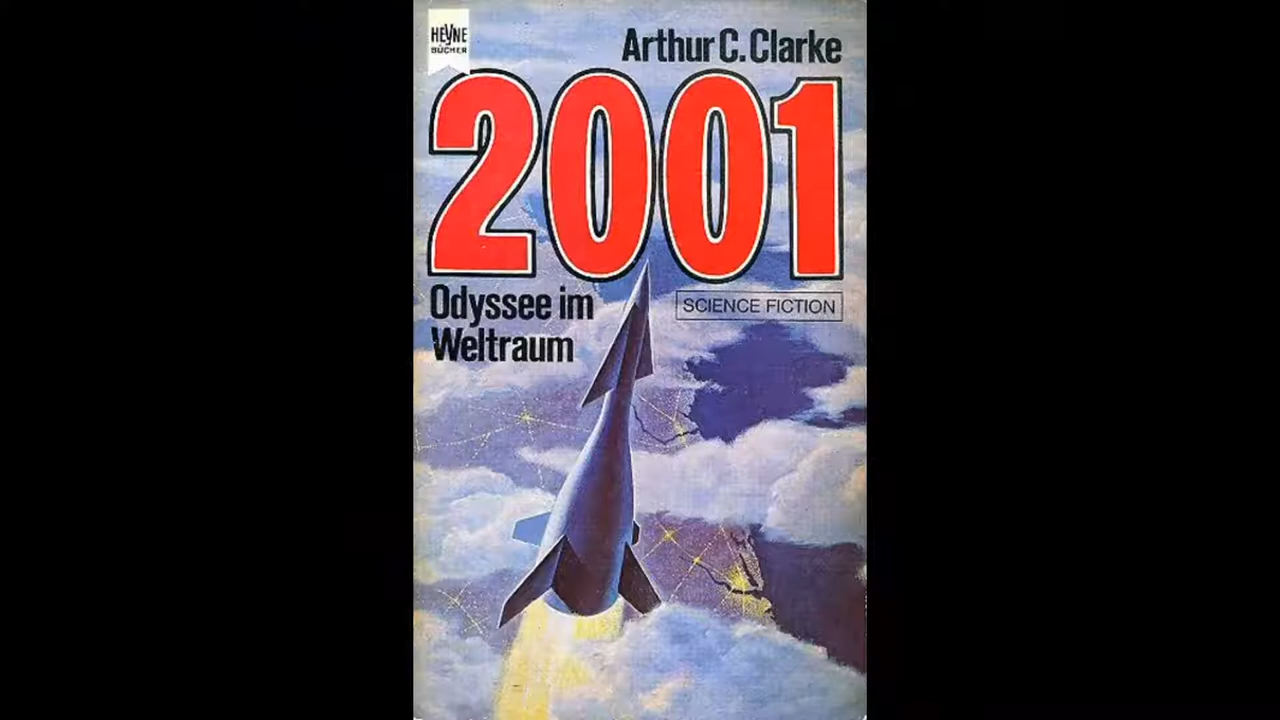 HEYNE
BÜCHER
Arthur C. Clarke
2001
Odyssee im
Weltraum
SCIENCE FICTION